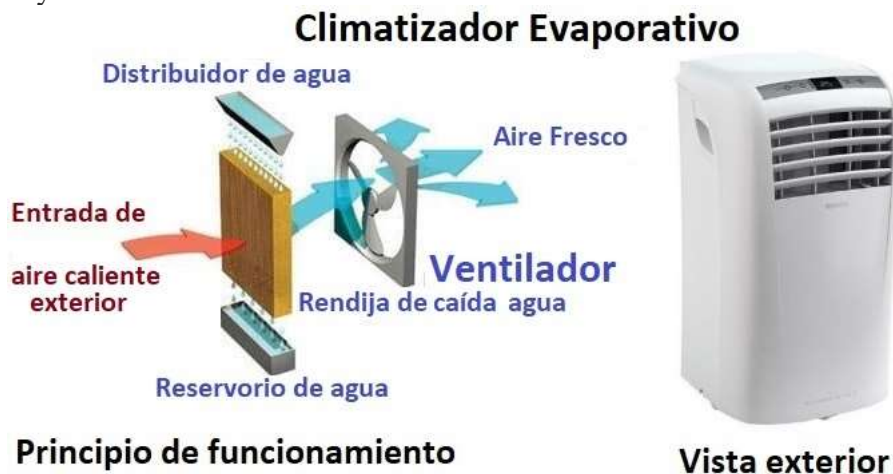 Climatizador Evaporativo
Distribuidor de agua
Aire Fresco
Entrada de
aire caliente
exterior
Ventilador
Rendija de caída agua
Reservorio de agua
Principio de funcionamiento
Vista exterior